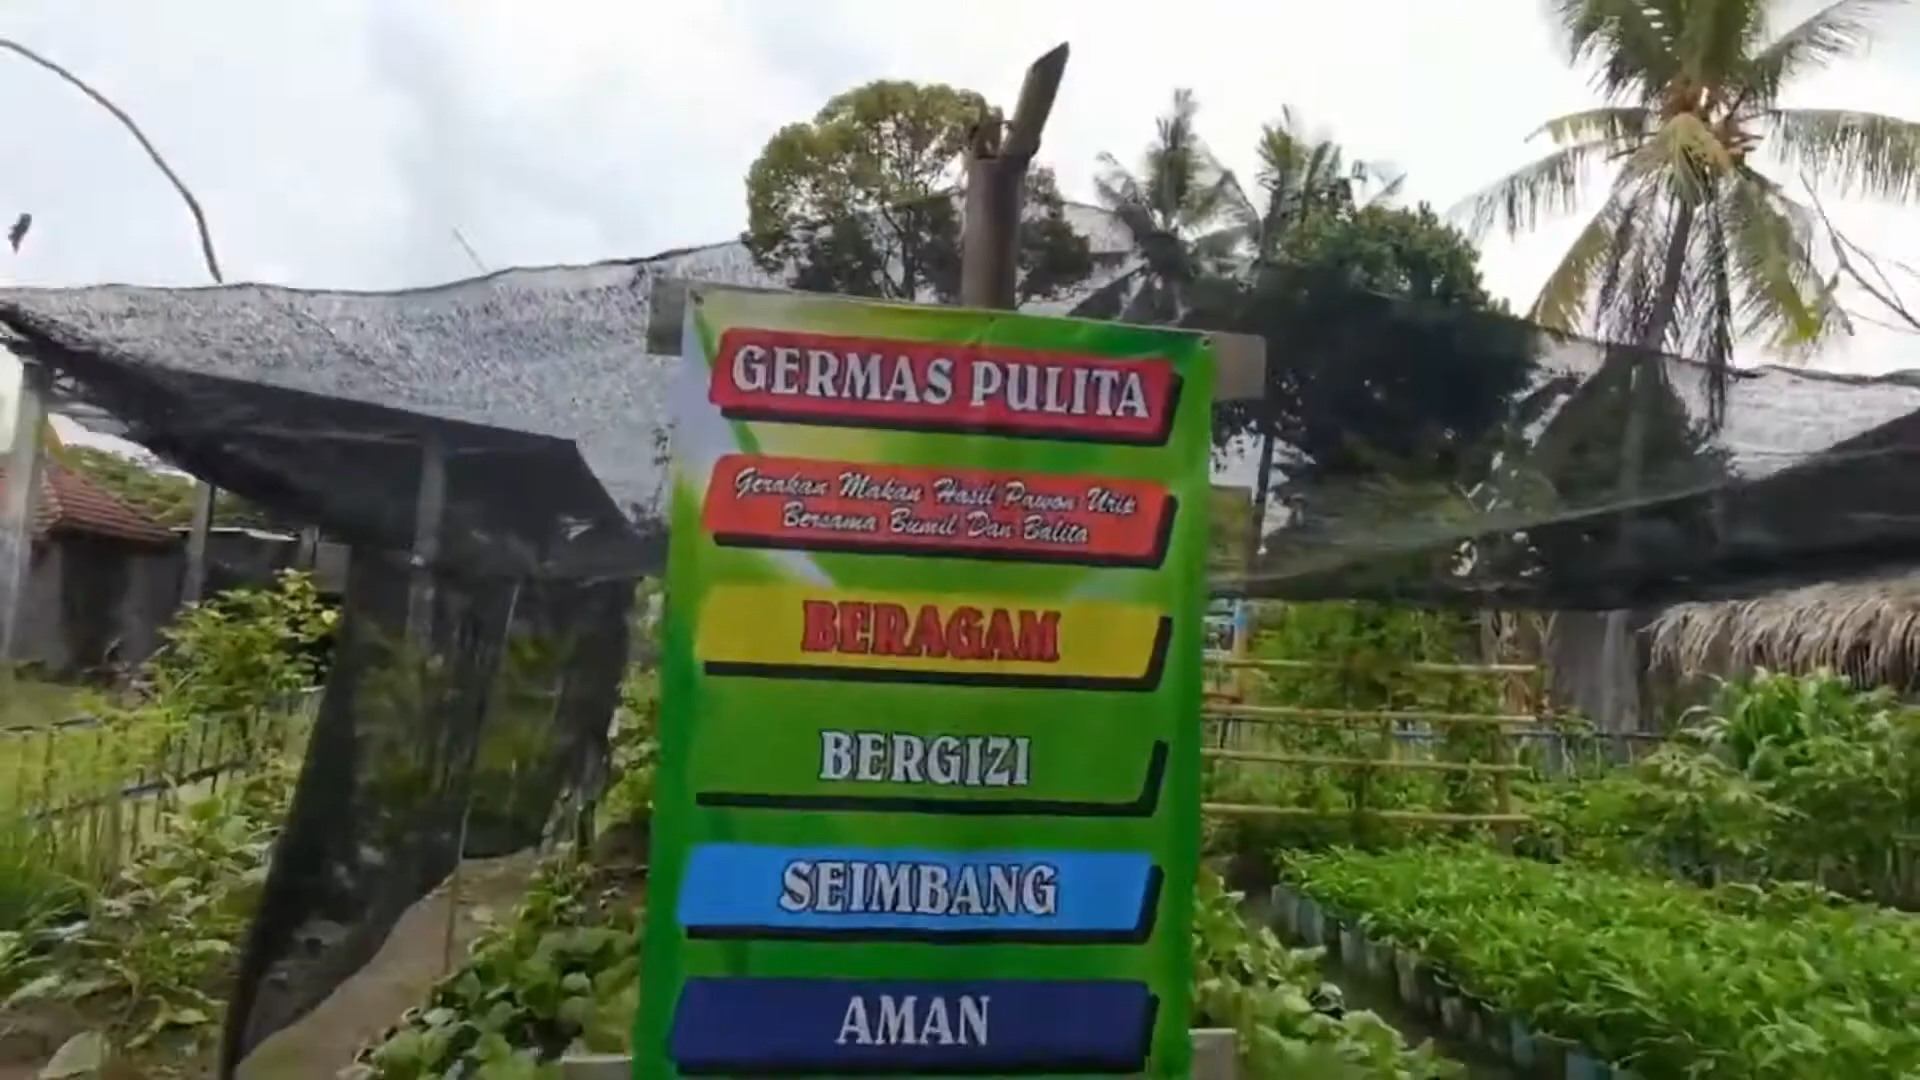 GERMAS PULITA
Gerakan Makan Hasil Pawon Urip
Bersama Bumil Dan Balita
BERAGAM
BERGIZI
SEIMBANG
AMAN